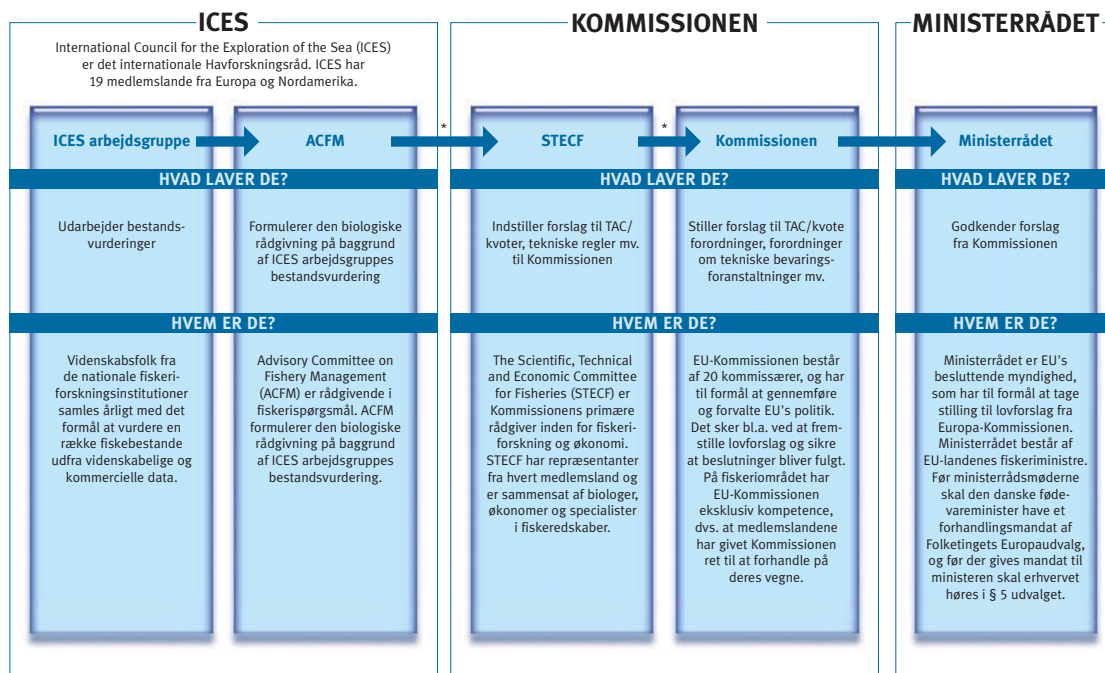 ICES
International Council for the Exploration of the Sea (ICES)
er det internationale Havforskningsråd. ICES har
19 medlemslande fra Europa og Nordamerika.
ICES arbejdsgruppe
ACFM
HVAD LAVER DE?
Udarbejder bestands-
vurderinger
Formulerer den biologiske
rådgivning på baggrund
af ICES arbejdsgruppes
bestandsvurdering
HVEM ER DE?
Videnskabsfolk fra
de nationale fiskeri-
forskningsinstitutioner
samles årligt med det
formål at vurdere en
række fiskebestande
udfra videnskabelige og
kommercielle data.
Advisory Committee on
Fishery Management
(ACFM) er rådgivende i
fiskerispørgsmål. ACFM
formulerer den biologiske
rådgivning på baggrund
af ICES arbejdsgruppes
bestandsvurdering.
*
KOMMISSIONEN
STECF
*
Kommissionen
HVAD LAVER DE?
Indstiller forslag til TAC/
kvoter, tekniske regler mv.
til Kommissionen
Stiller forslag til TAC/kvote
forordninger, forordninger
om tekniske bevarings-
foranstaltninger mv.
HVEM ER DE?
The Scientific, Technical
and Economic Committee
for Fisheries (STECF) er
Kommissionens primære
rådgiver inden for fiskeri-
forskning og økonomi.
STECF har repræsentanter
fra hvert medlemsland og
er sammensat af biologer,
økonomer og specialister
i fiskeredskaber.
EU-Kommissionen består
af 20 kommissærer, og har
til formål at gennemføre
og forvalte EU's politik.
Det sker bl.a. ved at frem-
stille lovforslag og sikre
at beslutninger bliver fulgt.
På fiskeriområdet har
EU-Kommissionen
eksklusiv kompetence,
dvs. at medlemslandene
har givet Kommissionen
ret til at forhandle på
deres vegne.
MINISTERRÅDET
Ministerrådet
HVAD LAVER DE?
Godkender forslag
fra Kommissionen
HVEM ER DE?
Ministerrådet er EU's
besluttende myndighed,
som har til formål at tage
stilling til lovforslag fra
Europa-Kommissionen.
Ministerrådet består af
EU-landenes fiskeriministre.
Før ministerrådsmøderne
skal den danske føde-
vareminister have et
forhandlingsmandat af
Folketingets Europaudvalg,
og før der gives mandat til
ministeren skal erhvervet
høres i § 5 udvalget.